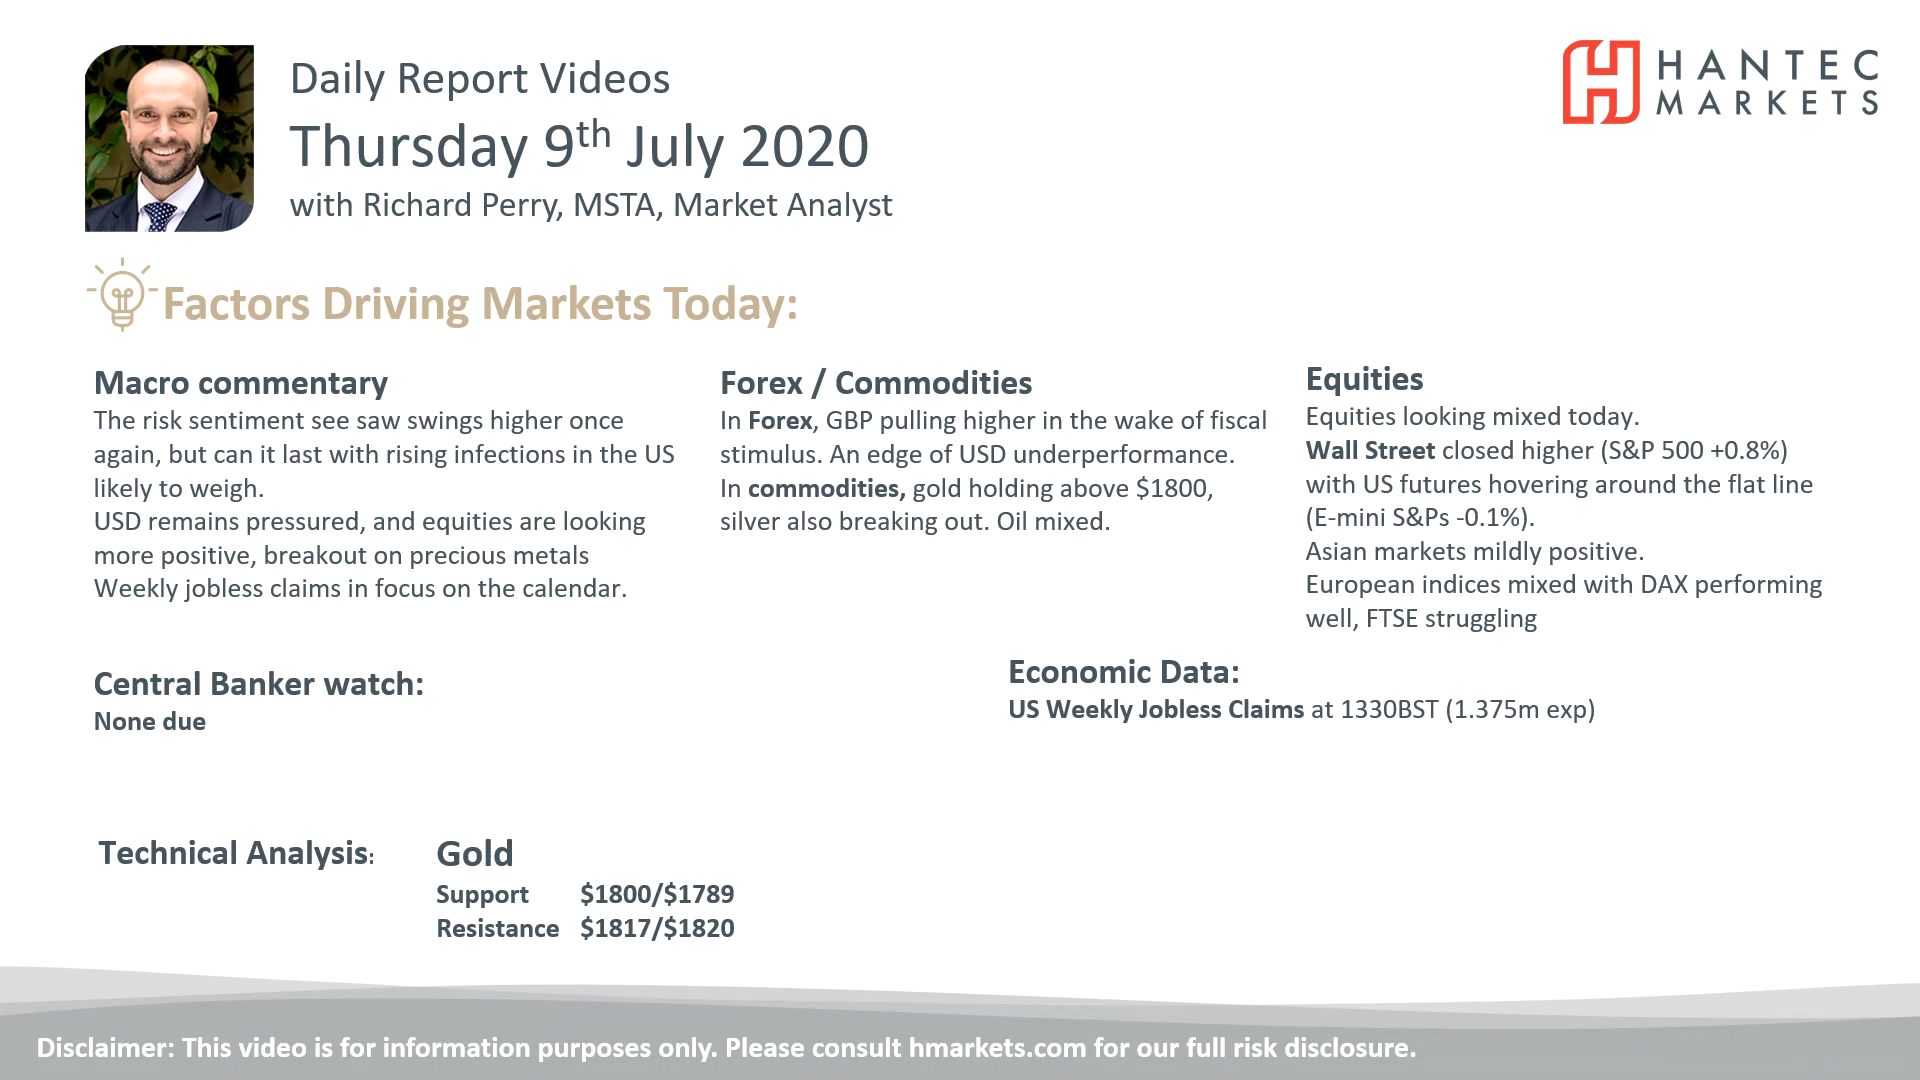 Daily Report Videos
Thursday 9th July 2020
with Richard Perry, MSTA, Market Analyst
HANTEC
MARKETS
Factors Driving Markets Today:
Macro commentary
The risk sentiment see saw swings higher once
again, but can it last with rising infections in the US
likely to weigh.
USD remains pressured, and equities are looking
more positive, breakout on precious metals
Weekly jobless claims in focus on the calendar.
Forex / Commodities
In Forex, GBP pulling higher in the wake of fiscal
stimulus. An edge of USD underperformance.
In commodities, gold holding above $1800,
silver also breaking out. Oil mixed.
Equities
Equities looking mixed today.
Wall Street closed higher (S&P 500 +0.8%)
with US futures hovering around the flat line
(E-mini S&Ps -0.1%).
Asian markets mildly positive.
European indices mixed with DAX performing
well, FTSE struggling
Central Banker watch:
None due
Economic Data:
US Weekly Jobless Claims at 1330BST (1.375m exp)
Technical Analysis:
Gold
Support $1800/$1789
Resistance $1817/$1820
Disclaimer: This video is for information purposes only. Please consult hmarkets.com for our full risk disclosure.